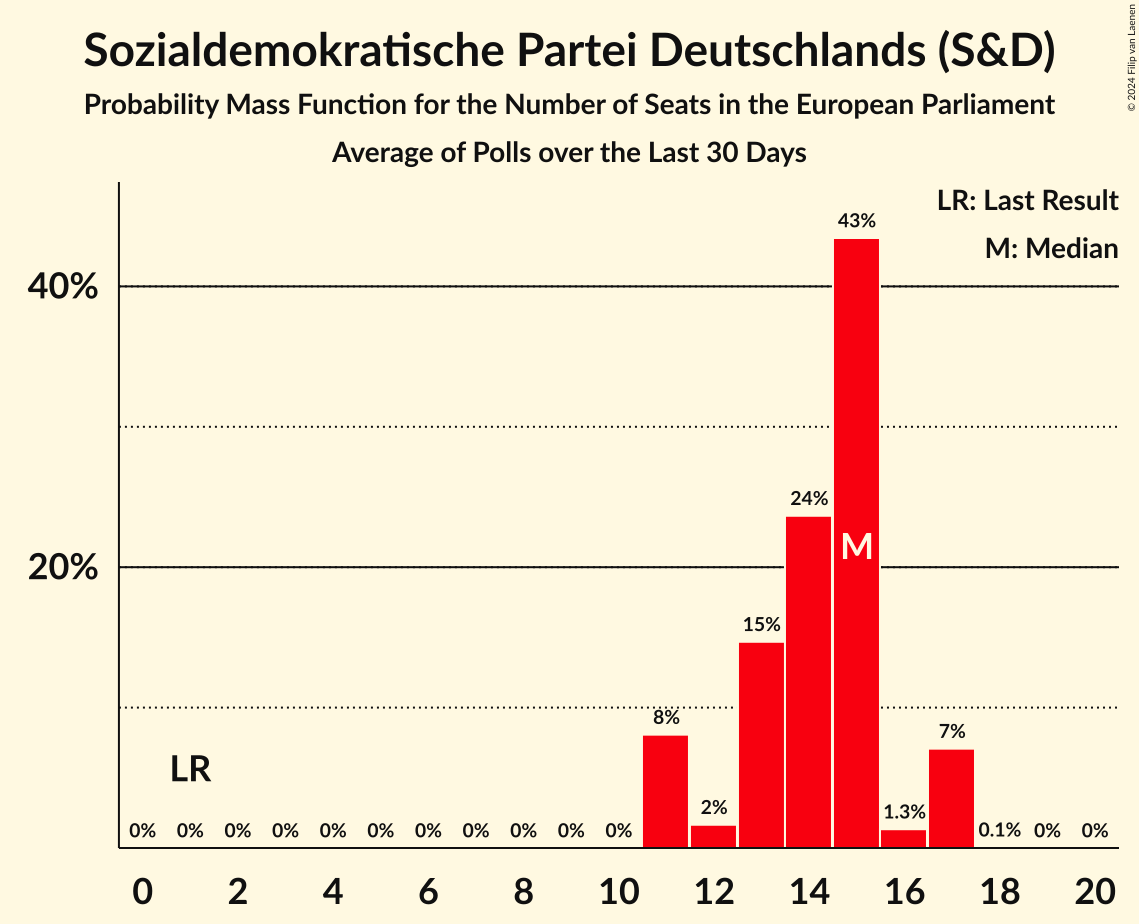 Sozialdemokratische Partei Deutschlands (S&D)
Probability Mass Function for the Number of Seats in the European Parliament
Average of Polls over the Last 30 Days
© 2024 Filip van Laenen
LR: Last Result
M: Median
43%
40%
24%
M
20%
15%
8%
7%
LR
2%
1.3%
0% 0% 0% 0% 0% 0% 0% 0% 0% 0% 0% 0.1% 0% 0%
0 2 4 6 8 10 12 14 16 18 20